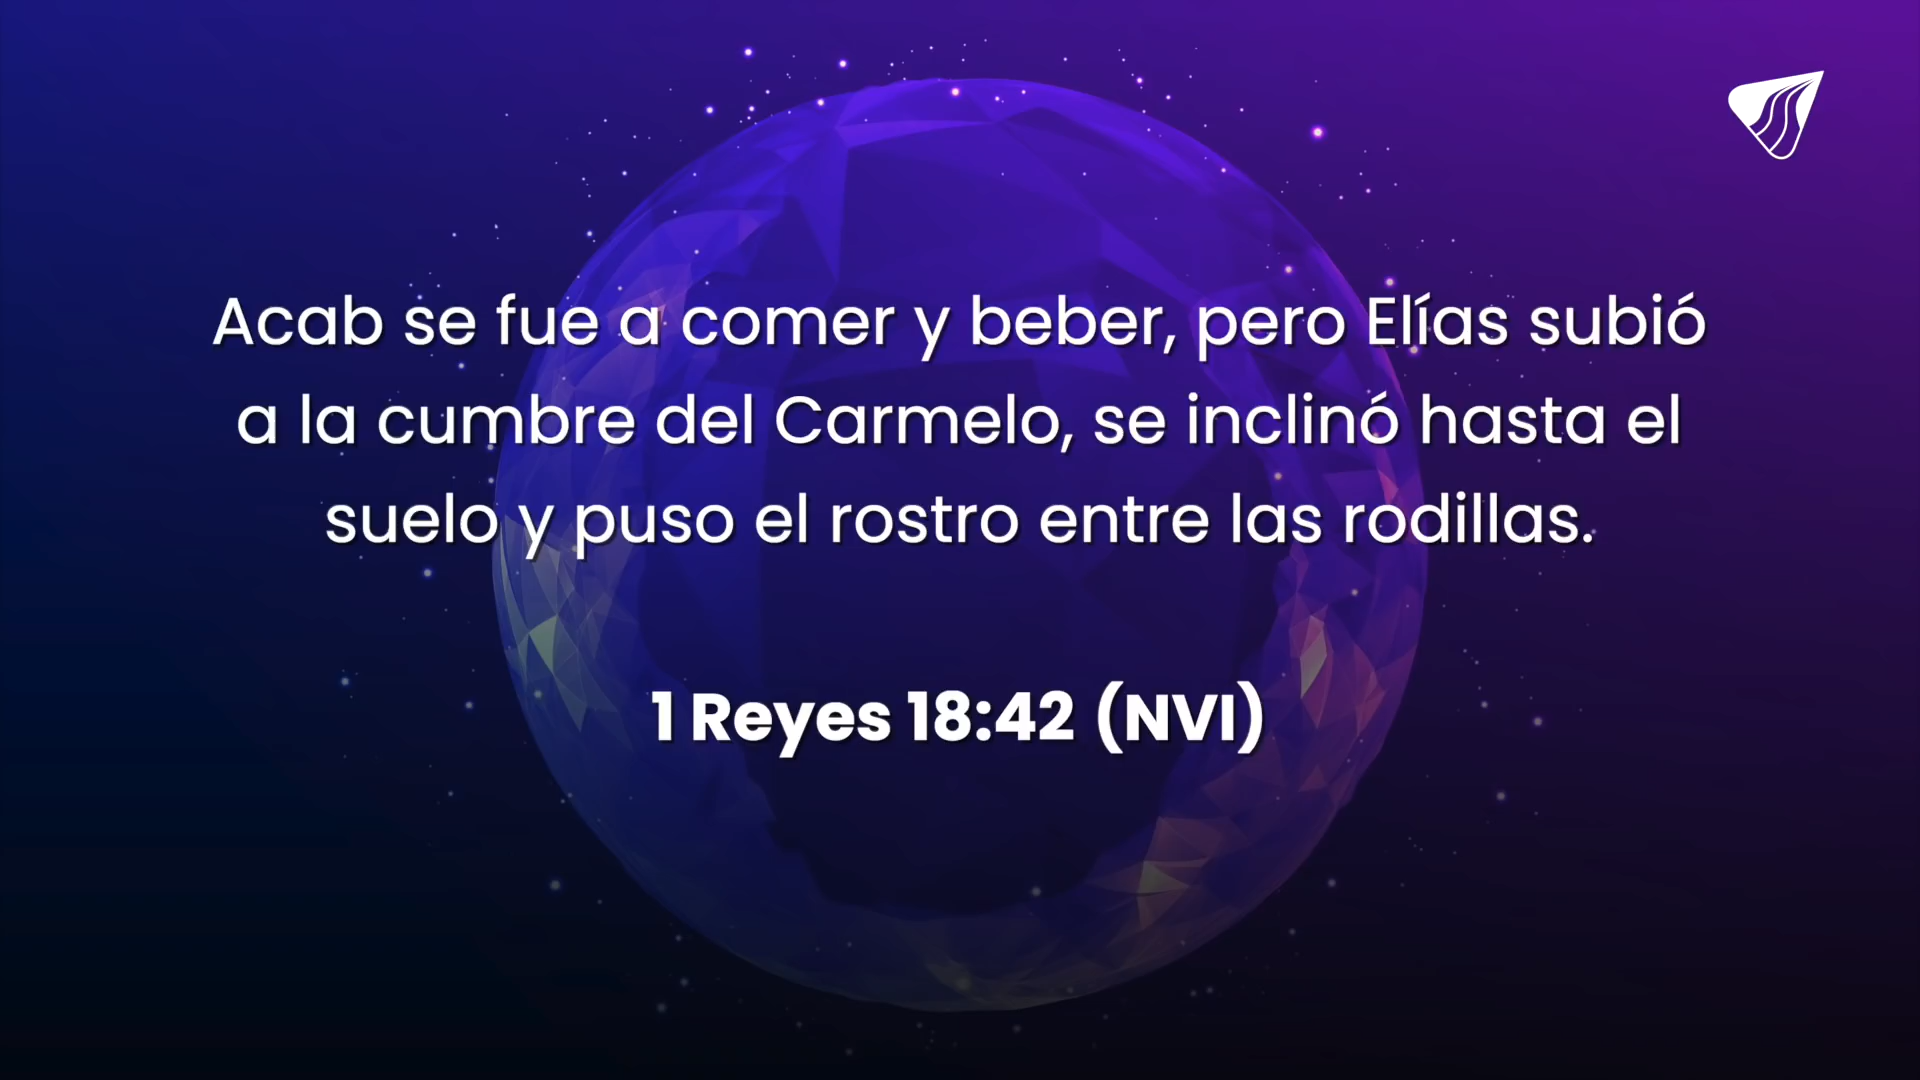 Acab se fue a comer y beber, pero Elías subió
a la cumbre del Carmelo, se inclinó hasta el
suelo y puso el rostro entre las rodillas.
1 Reyes 18:42 (NVI)